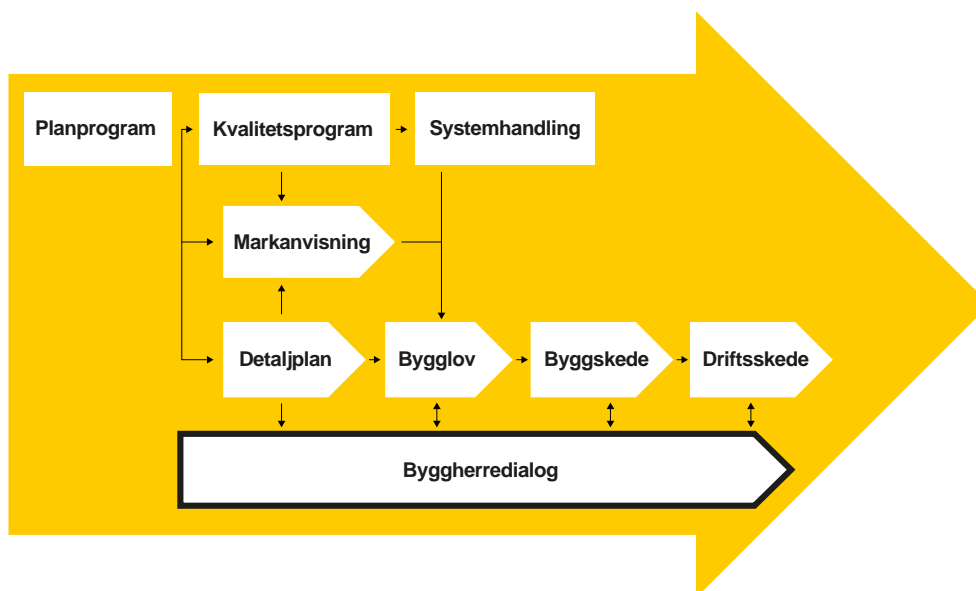 Planprogram
Kvalitetsprogram
Systemhandling
Markanvisning
Detaljplan
Bygglov
Byggskede
Driftsskede
Byggherredialog